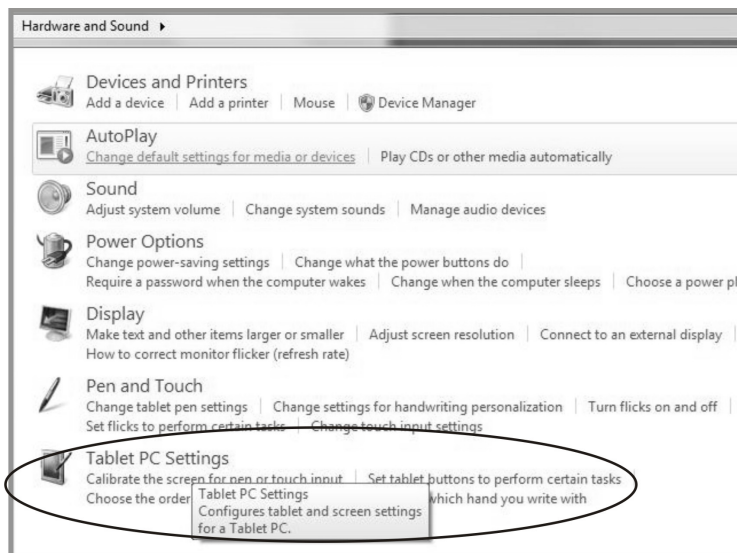 Hardware and Sound
Devices and Printers
Add a device | Add a printer | Mouse | Device Manager
AutoPlay
Change default settings for media or devices | Play CDs or other media automatically
Sound
Adjust system volume | Change system sounds | Manage audio devices
Power Options
Change power-saving settings | Change what the power buttons do |
Require a password when the computer wakes | Change when the computer sleeps | Choose a power
Display
Make text and other items larger or smaller | Adjust screen resolution | Connect to an external display |
How to correct monitor flicker (refresh rate)
Pen and Touch
Change tablet pen settings | Change settings for handwriting personalization | Turn flicks on and off |
Set flicks to perform certain tasks | Change touch input settings
Tablet PC Settings
Calibrate the screen for pen or touch input | Set tablet buttons to perform certain tasks |
Choose the order which hand you write with
Tablet PC Settings
Configures tablet and screen settings
for a Tablet PC.